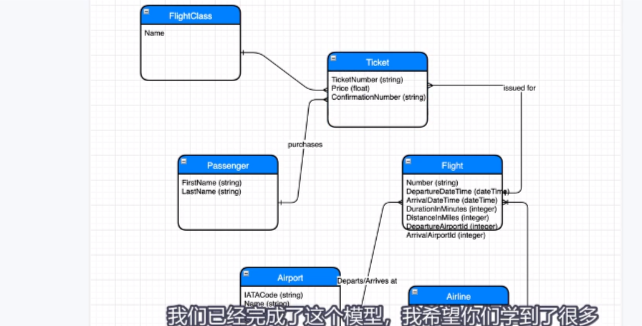 FlightClass
Name
Ticket
TicketNumber (string)
Price (float)
ConfirmationNumber (string)
issued for
purchases
Passenger
FirstName (string)
LastName (string)
Flight
Number (string)
DepartureDateTime (dateTime)
ArrivalDateTime (dateTime)
DurationInMinutes (integer)
DistanceInMiles (integer)
DepartureAirportId (integer)
ArrivalAirportId (integer)
Airport
IATACode (string)
Name (string)
Departs/Arrives at
Airline
我们已经完成了这个模型，我希望你们学到了很多